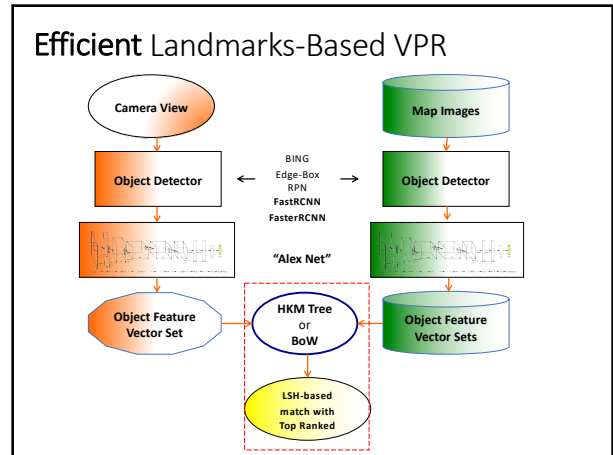 Efficient Landmarks-Based VPR
Camera View
Map Images
Object Detector
BING
Edge-Box
RPN
FastRCNN
FasterRCNN
Object Detector
"Alex Net"
Object Feature
Vector Set
HKM Tree
or
BoW
Object Feature
Vector Sets
LSH-based
match with
Top Ranked